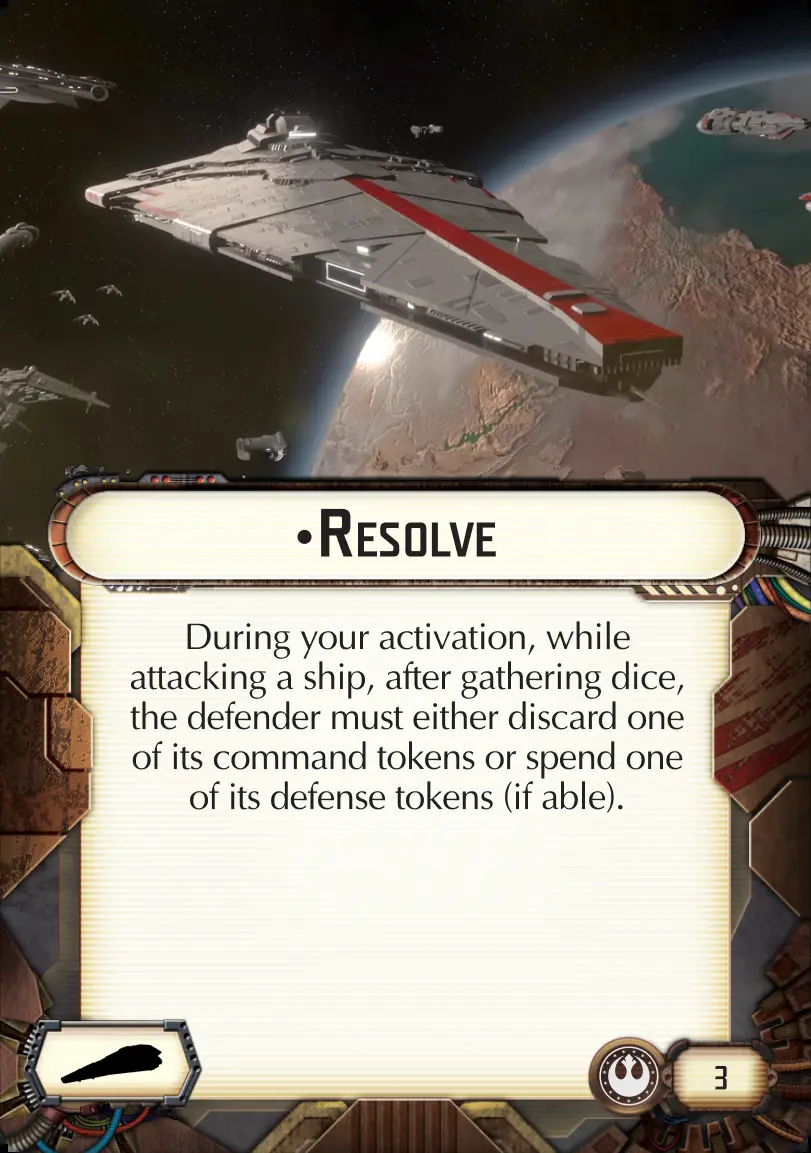 •Resolve
During your activation, while
attacking a ship, after gathering dice,
the defender must either discard one
of its command tokens or spend one
of its defense tokens (if able).
3